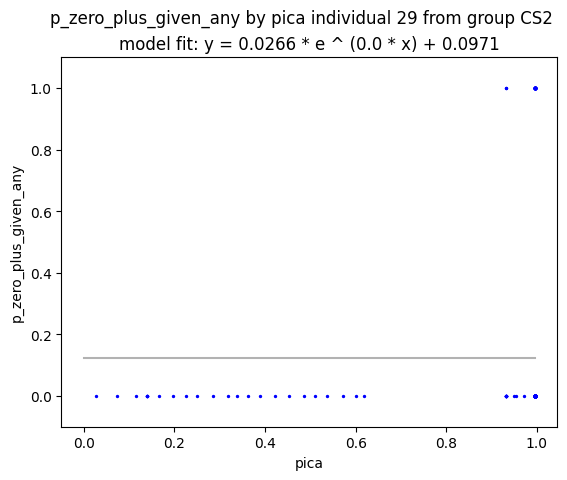 p_zero_plus_given_any by pica individual 29 from group CS2
model fit: y = 0.0266 * e ^ (0.0 * x) + 0.0971
1.0
0.8
0.6
0.4
0.2
0.0
p_zero_plus_given_any
0.0 0.2 0.4 0.6 0.8 1.0
pica